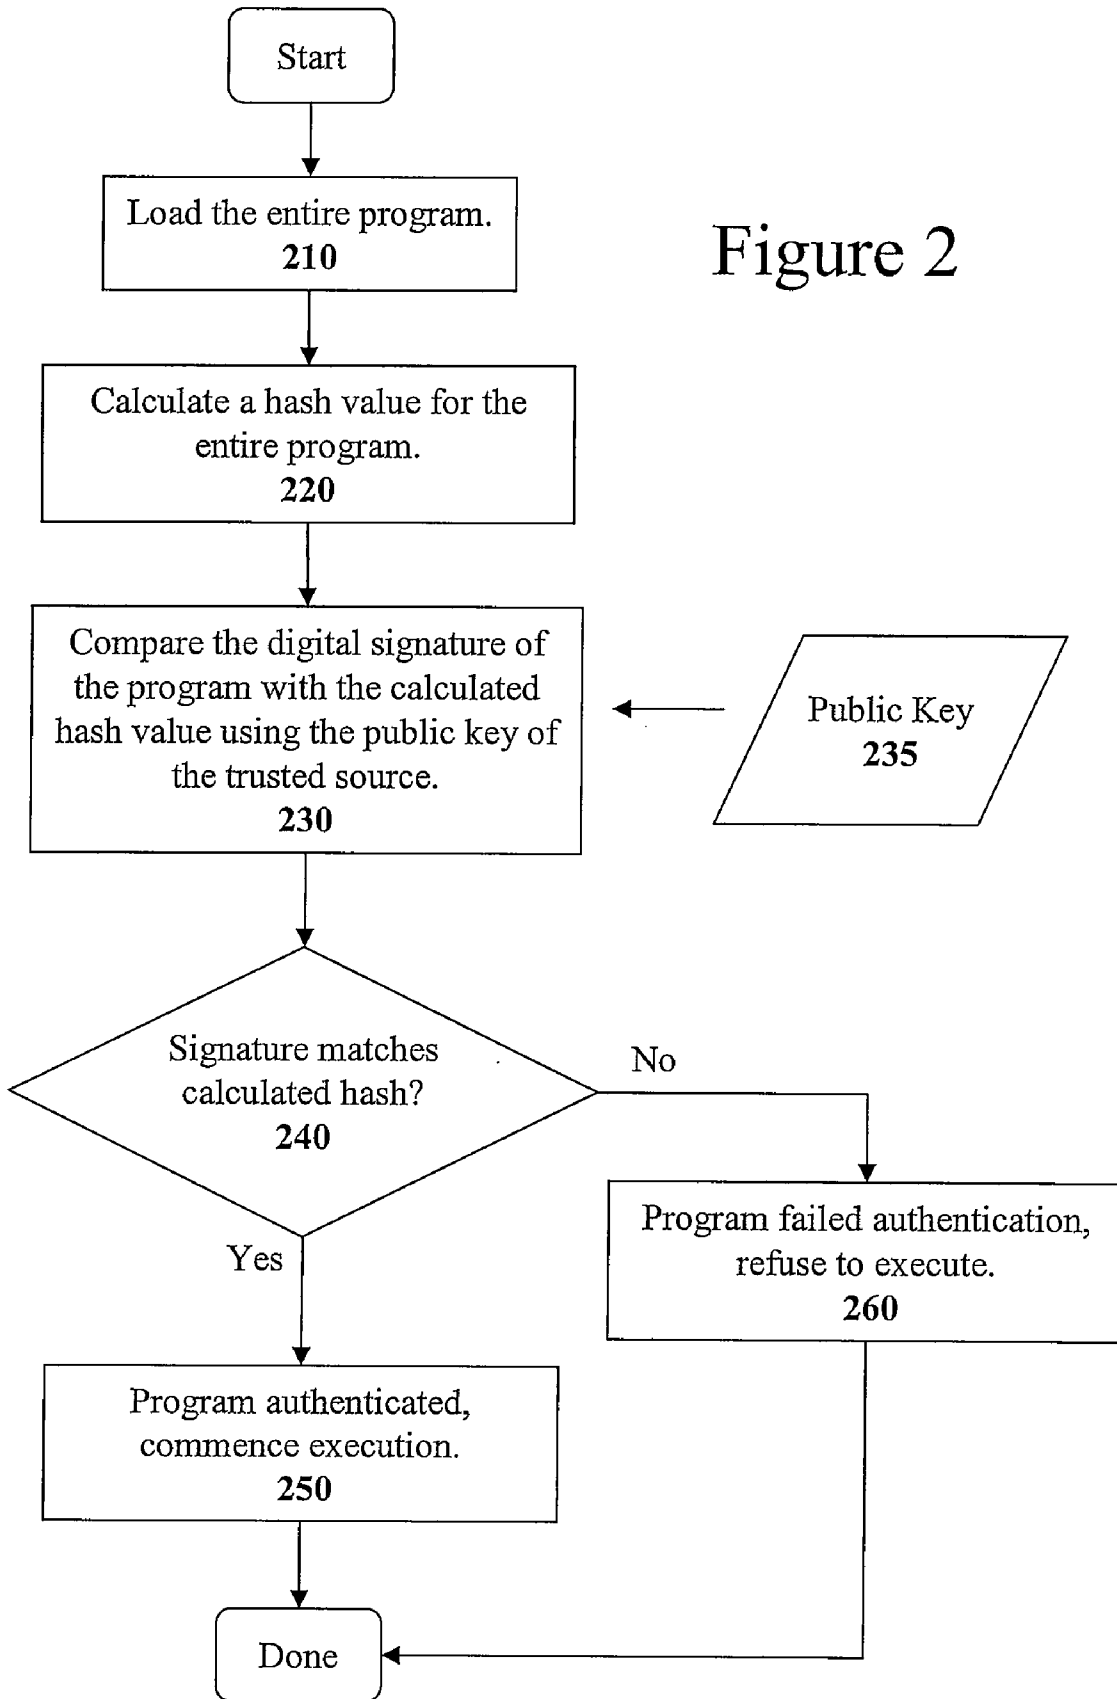 Start
Load the entire program.
210
Figure 2
Calculate a hash value for the
entire program.
220
Compare the digital signature of
the program with the calculated
hash value using the public key of
the trusted source.
230
Public Key
235
Signature matches
calculated hash?
240
No
Yes
Program failed authentication,
refuse to execute.
260
Program authenticated,
commence execution.
250
Done